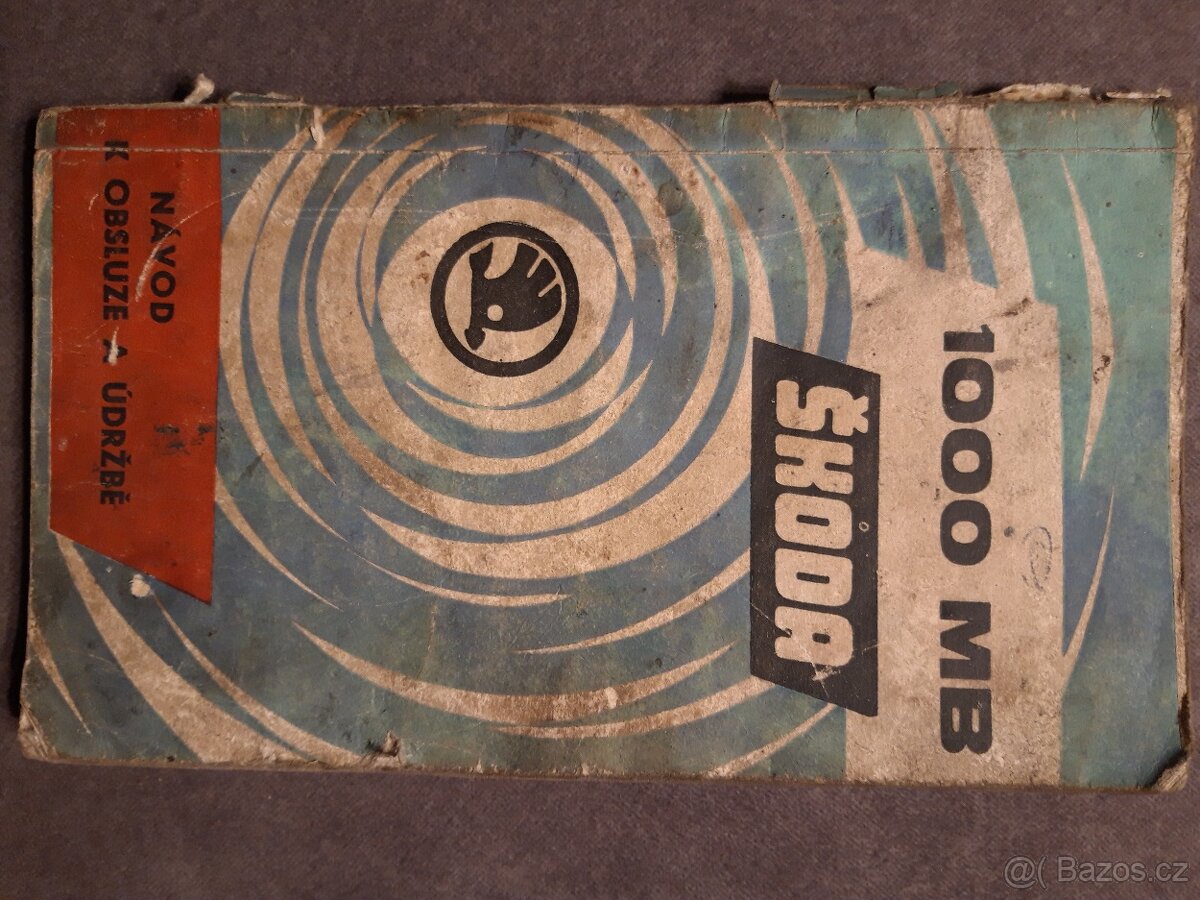 1000 MB
ŠKODA
NÁVOD
K OBSLUZE A ÚDRŽBĚ
@( Bazos.cz